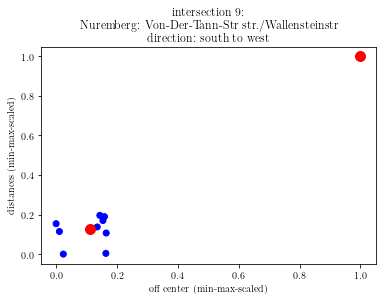 intersection 9:
Nuremberg: Von-Der-Tann-Str str./Wallensteinstr
direction: south to west
distances (min-max-scaled)
1.0
0.8
0.6
0.4
0.2
0.0
0.0 0.2 0.4 0.6 0.8 1.0
off center (min-max-scaled)